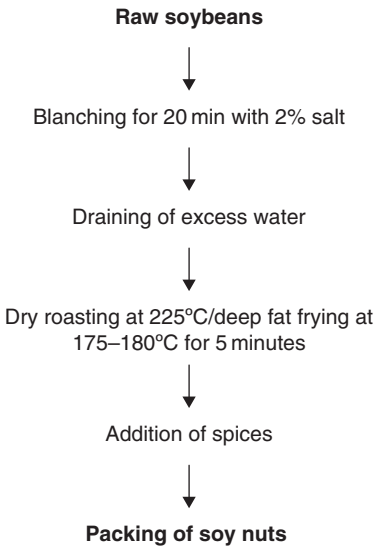 Raw soybeans
Blanching for 20 min with 2% salt
Draining of excess water
Dry roasting at 225ºC/deep fat frying at
175–180ºC for 5 minutes
Addition of spices
Packing of soy nuts